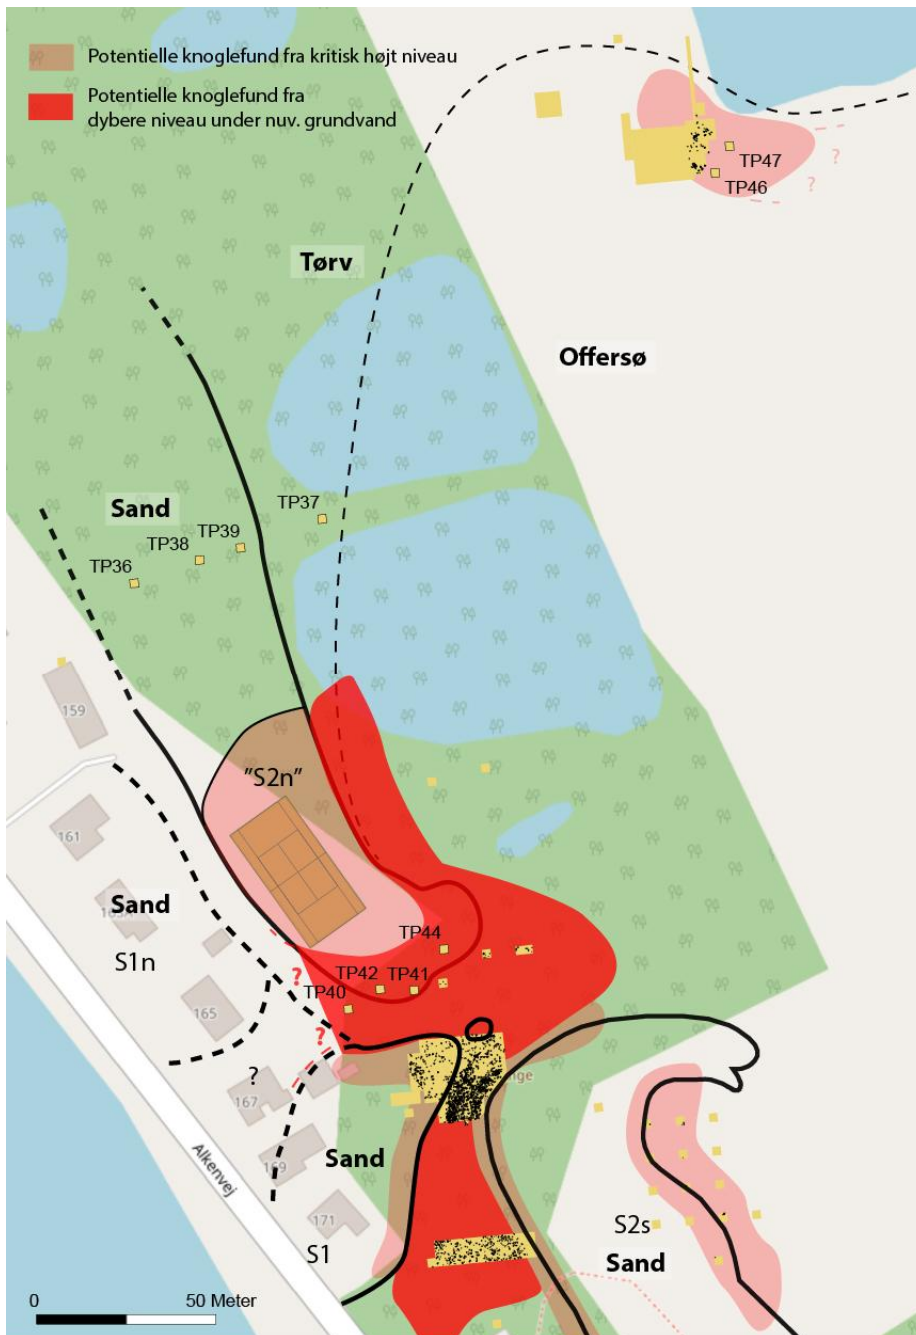 Potentielle knoglefund fra kritisk højt niveau
Potentielle knoglefund fra
dybere niveau under nuv. grundvand
TP47
?
TP46
?
Tørv
Offersø
Sand
TP37
TP39
TP38
TP36
159
"S2n"
161
Sand
S1n
TP44
?
TP42
TP41
TP40
165
?
?
167
Sand
169
Alkenvej
171
S1
S2s
Sand
0
50 Meter